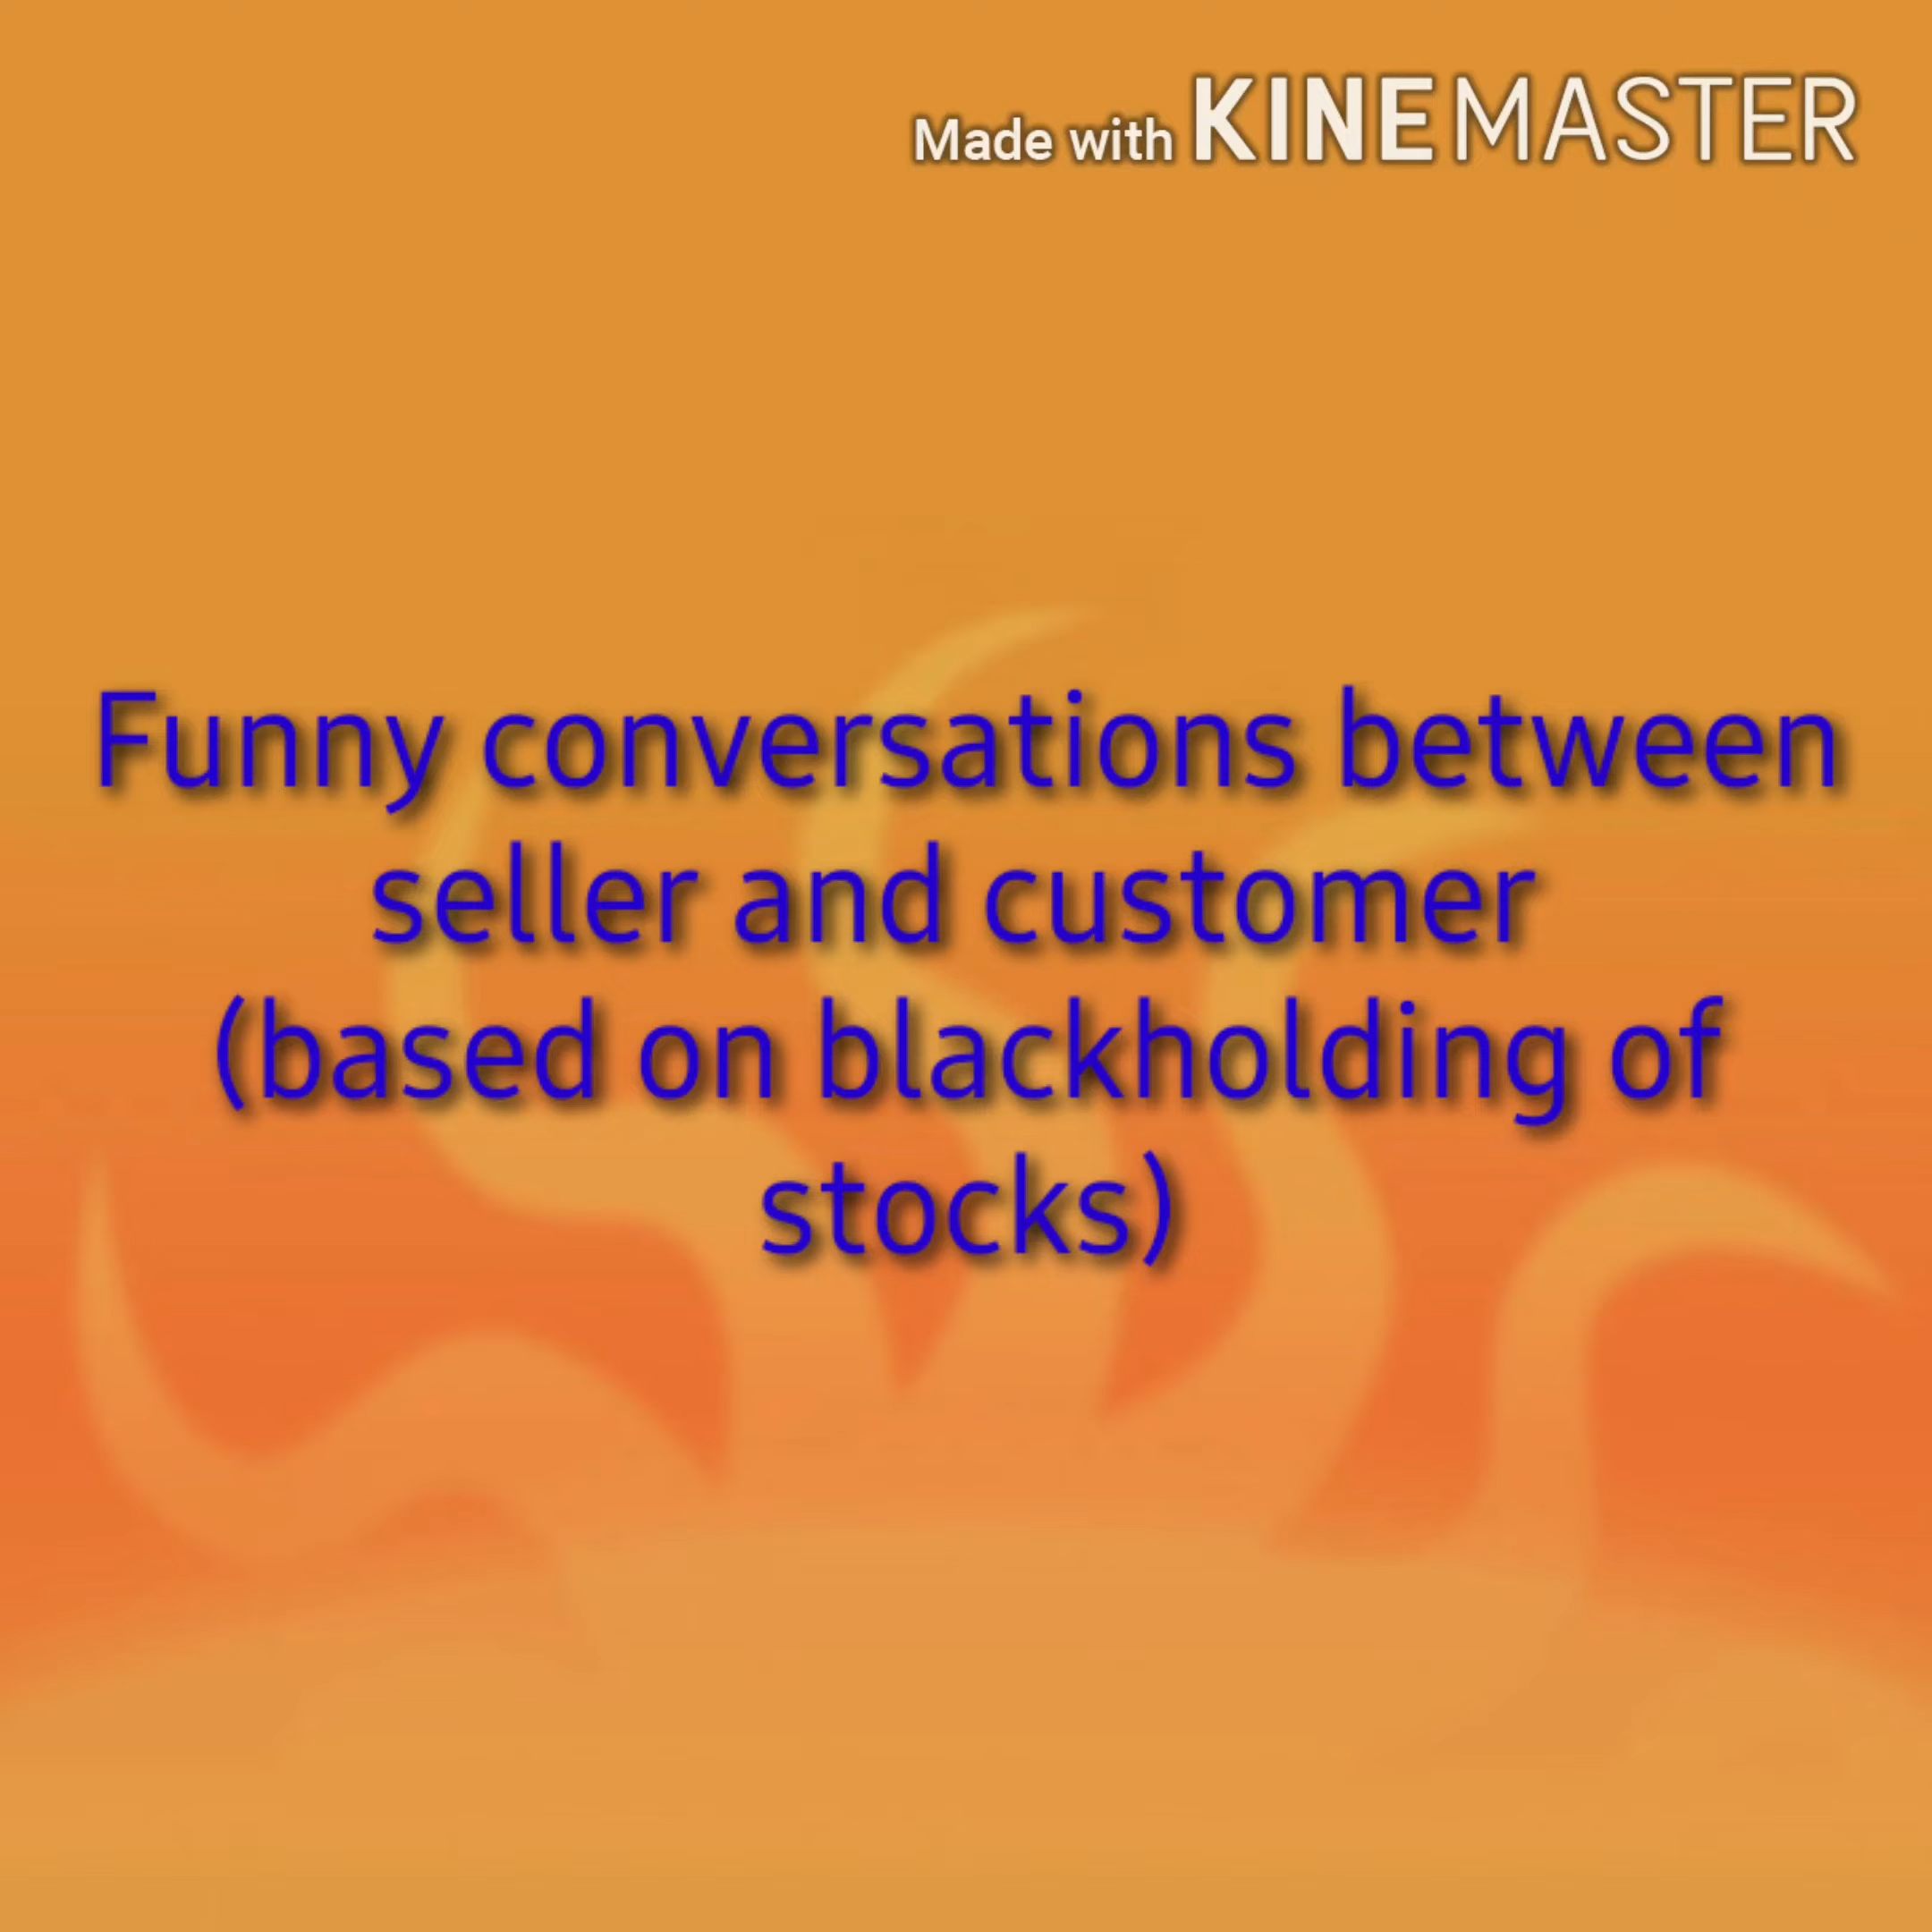 Made with KINEMASTER
Funny conversations between
seller and customer
(based on blackholding of
stocks)